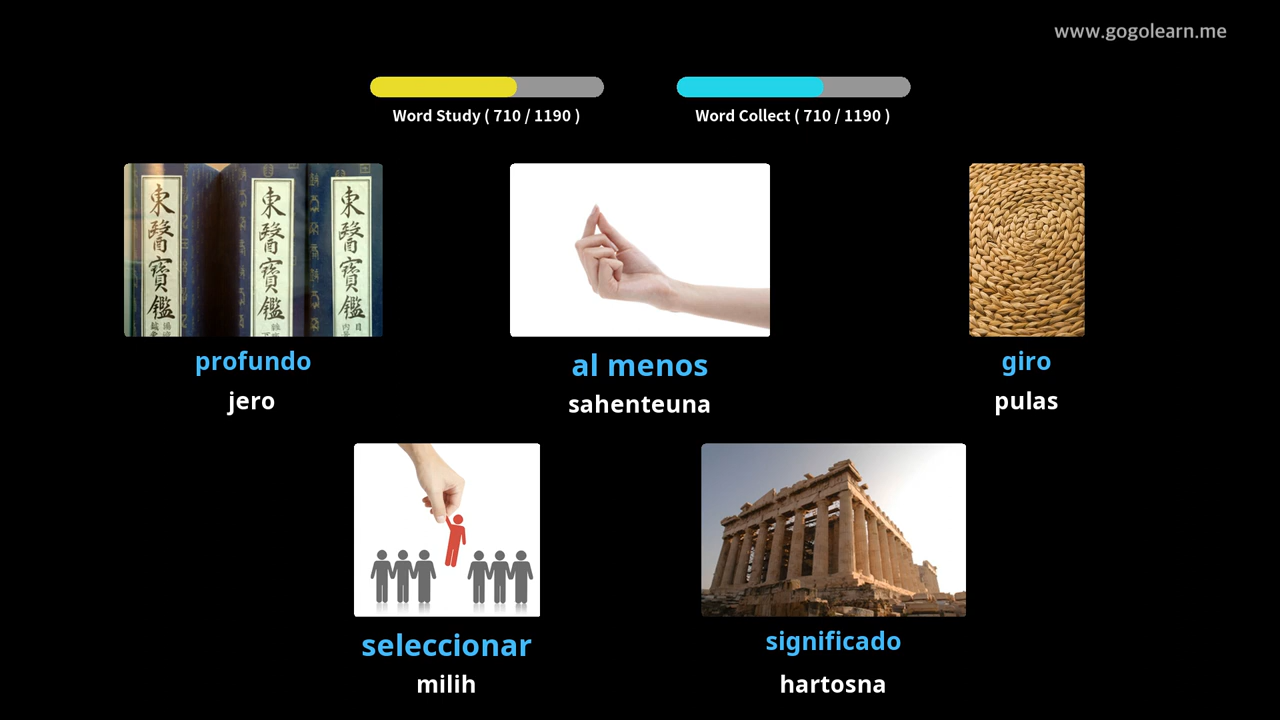 www.gogolearn.me
Word Study ( 710 / 1190 )
Word Collect ( 710 / 1190 )
東醫寶鑑
東醫寶鑑
東醫寶鑑
profundo
jero
al menos
sahenteuna
giro
pulas
seleccionar
milih
significado
hartosna